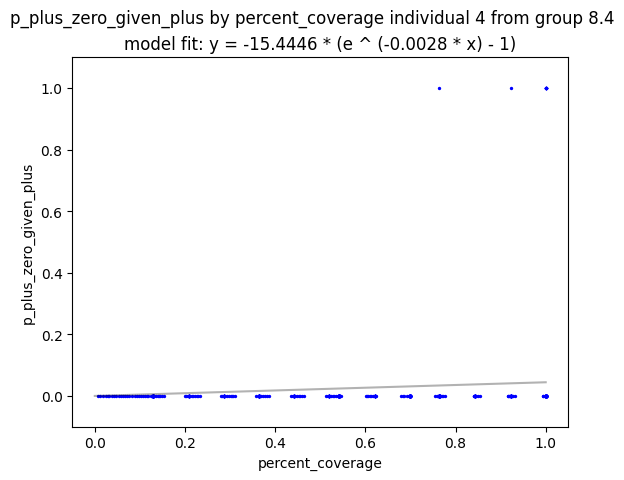 p_plus_zero_given_plus by percent_coverage individual 4 from group 8.4
model fit: y = -15.4446 * (e ^ (-0.0028 * x) - 1)
1.0
0.8
0.6
0.4
0.2
0.0
p_plus_zero_given_plus
0.0 0.2 0.4 0.6 0.8 1.0
percent_coverage